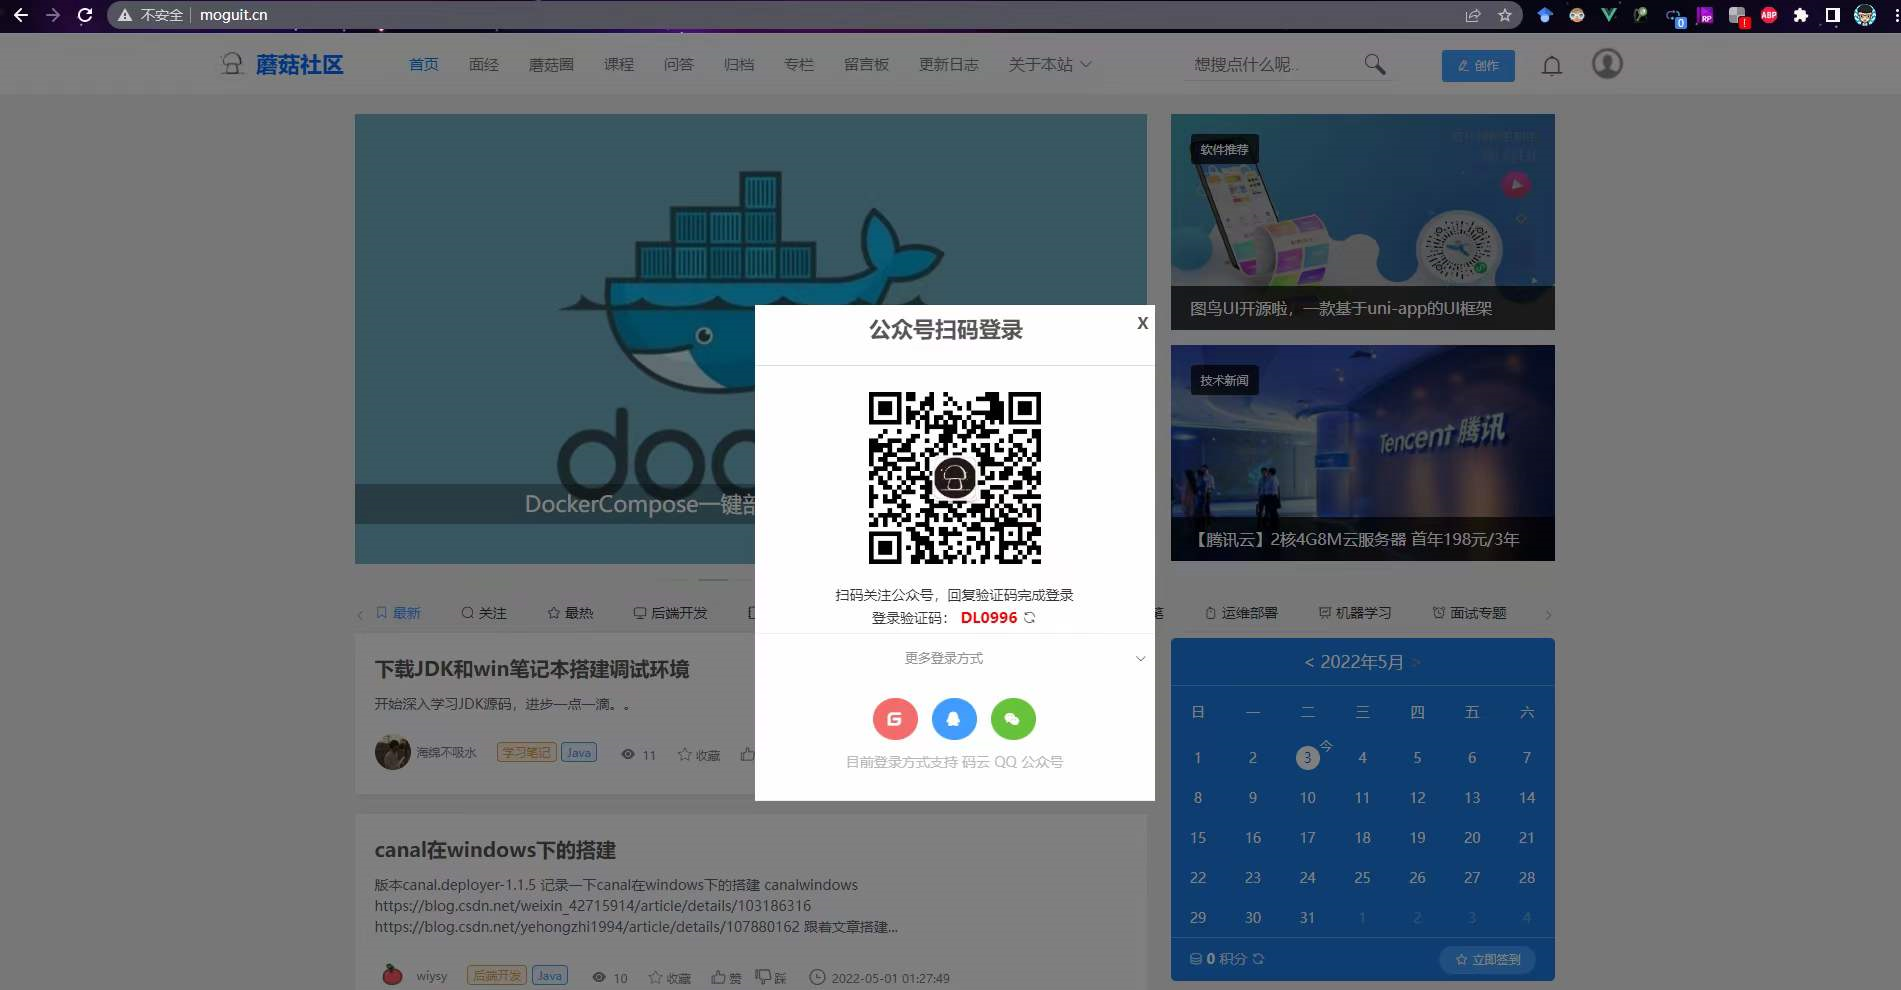 不安全 moguit.cn
蘑菇社区 首页 面经 蘑菇圈 课程 问答 归档 专栏 留言板 更新日志 关于本站 想搜点什么呢.. 创作
DockerCompose一键部
软件推荐
图鸟UI开源啦，一款基于uni-app的UI框架
技术新闻
Tencent 腾讯
【腾讯云】2核4G8M云服务器 首年198元/3年
公众号扫码登录 X
扫码关注公众号，回复验证码完成登录
登录验证码： DL0996
更多登录方式
目前登录方式支持 码云 QQ 公众号
最新 关注 最热 后端开发 运维部署 机器学习 面试专题
下载JDK和win笔记本搭建调试环境
开始深入学习JDK源码，进步一点一滴。。
海绵不吸水 学习笔记 Java 11 收藏
canal在windows下的搭建
版本canal.deployer-1.1.5 记录一下canal在windows下的搭建 canalwindows
https://blog.csdn.net/weixin_42715914/article/details/103186316
https://blog.csdn.net/yehongzhi1994/article/details/107880162 跟着文章搭建...
wiysy 后端开发 Java 10 收藏 赞 踩 2022-05-01 01:27:49
< 2022年5月 >
日 一 二 三 四 五 六
1 2 3 今 4 5 6 7
8 9 10 11 12 13 14
15 16 17 18 19 20 21
22 23 24 25 26 27 28
29 30 31 1 2 3 4
0 积分 立即签到